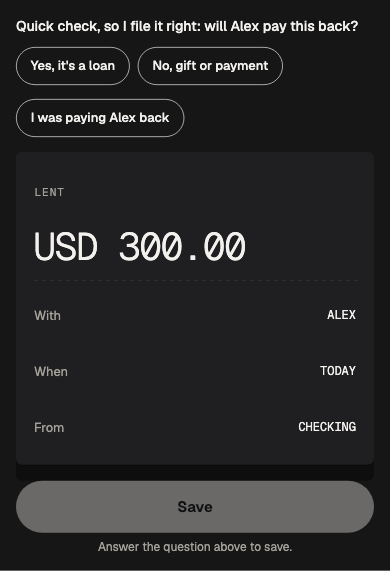 Quick check, so I file it right: will Alex pay this back?
Yes, it's a loan
No, gift or payment
I was paying Alex back
LENT
USD 300.00
With ALEX
When TODAY
From CHECKING
Save
Answer the question above to save.